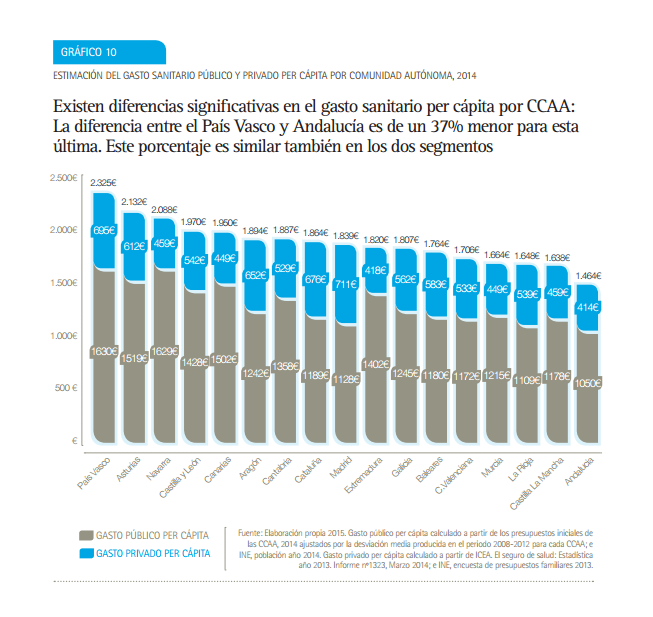 GRÁFICO 10
ESTIMACIÓN DEL GASTO SANITARIO PÚBLICO Y PRIVADO PER CÁPITA POR COMUNIDAD AUTÓNOMA, 2014
Existen diferencias significativas en el gasto sanitario per cápita por CCAA:
La diferencia entre el País Vasco y Andalucía es de un 37% menor para esta
última. Este porcentaje es similar también en los dos segmentos
2.500€
2.000€
1.500€
1.000€
500 €
€
2.325€ 2.132€ 2.088€ 1.970€ 1.950€ 1.894€ 1.887€ 1.864€ 1.839€ 1.820€ 1.807€ 1.764€ 1.706€ 1.664€ 1.648€ 1.638€ 1.464€
695€ 612€ 459€ 542€ 449€ 652€ 529€ 676€ 711€ 418€ 562€ 583€ 533€ 449€ 539€ 459€ 414€
1630€ 1519€ 1629€ 1428€ 1502€ 1242€ 1358€ 1189€ 1128€ 1402€ 1245€ 1180€ 1172€ 1215€ 1109€ 1178€ 1050€
País Vasco
Asturias
Navarra
Castilla y León
Canarias
Aragón
Cantabria
Cataluña
Madrid
Extremadura
Galicia
Baleares
C.Valenciana
Murcia
La Rioja
Castilla La Mancha
Andalucía
GASTO PÚBLICO PER CÁPITA
GASTO PRIVADO PER CÁPITA
Fuente: Elaboración propia 2015. Gasto público per cápita calculado a partir de los presupuestos iniciales de
las CCAA, 2014 ajustados por la desviación media producida en el periodo 2008-2012 para cada CCAA; e
INE, población año 2014. Gasto privado per cápita calculado a partir de ICEA. El seguro de salud: Estadística
año 2013. Informe nº1323, Marzo 2014; e INE, encuesta de presupuestos familiares 2013.